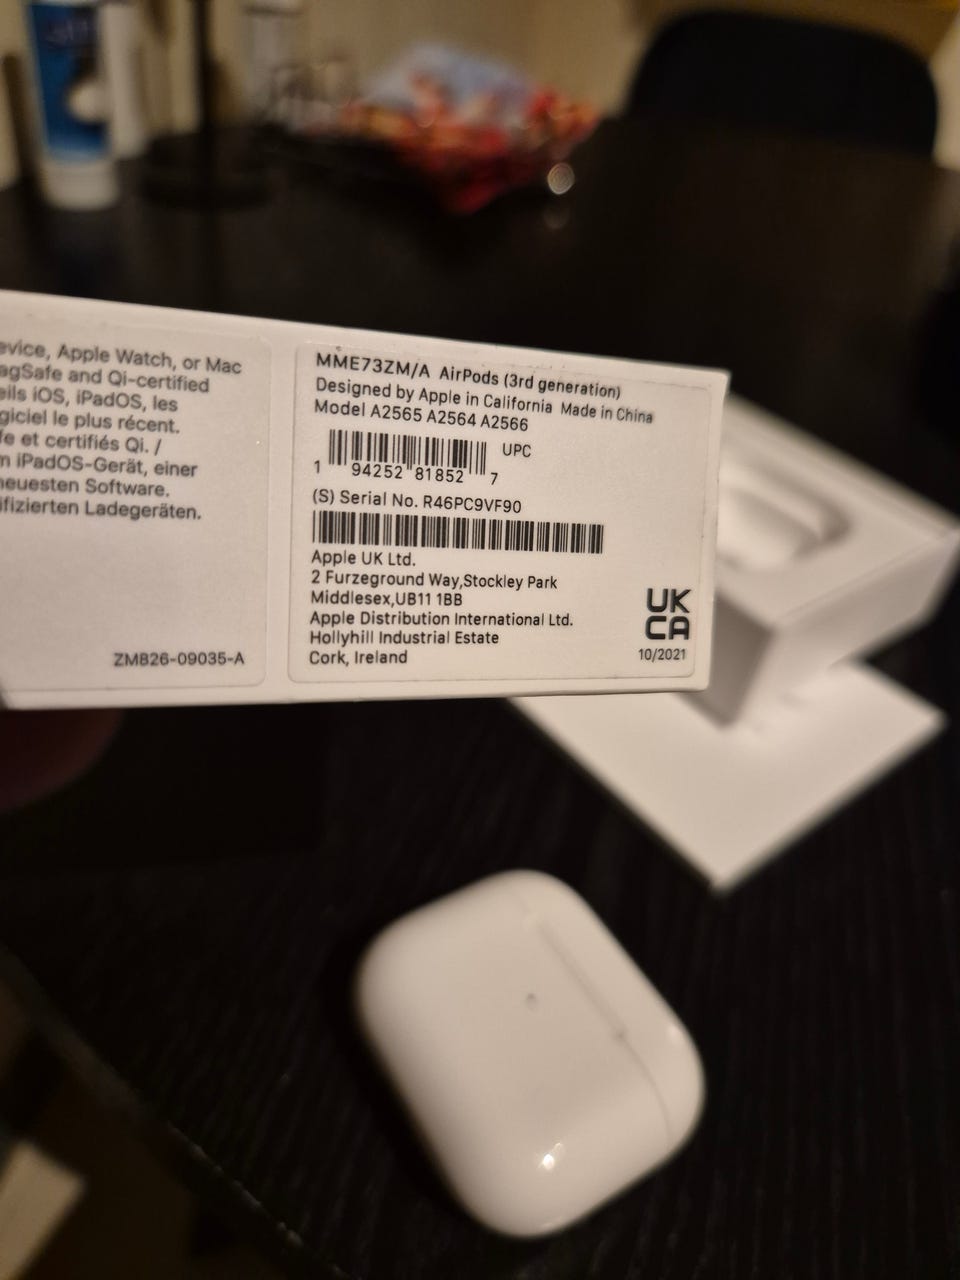 evice, Apple Watch, or Mac
agSafe and Qi-certified
eils iOS, iPadOS, les
giciel le plus récent.
fe et certifiés Qi. /
m iPadOS-Gerät, einer
neuesten Software.
ifizierten Ladegeräten.
ZM826-09035-A
MME73ZM/A AirPods (3rd generation)
Designed by Apple in California Made in China
Model A2565 A2564 A2566
UPC
1 94252 81852 7
(S) Serial No. R46PC9VF90
Apple UK Ltd.
2 Furzeground Way,Stockley Park
Middlesex,UB11 1BB
Apple Distribution International Ltd.
Hollyhill Industrial Estate
Cork, Ireland
UK
CA
10/2021